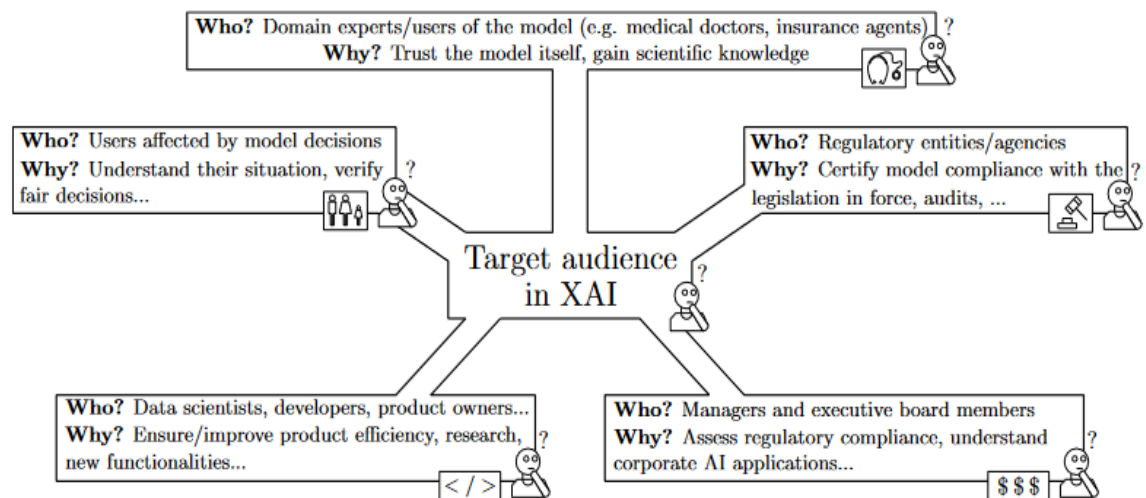 Who? Domain experts/users of the model (e.g. medical doctors, insurance agents)
?
Why? Trust the model itself, gain scientific knowledge
Who? Users affected by model decisions
Why? Understand their situation, verify
?
fair decisions...
Who? Regulatory entities/agencies
Why? Certify model compliance with the
?
legislation in force, audits, ...
Target audience
in XAI
?
Who? Data scientists, developers, product owners...
Why? Ensure/improve product efficiency, research,
?
new functionalities...
< / >
Who? Managers and executive board members
Why? Assess regulatory compliance, understand
?
corporate AI applications...
$ $ $